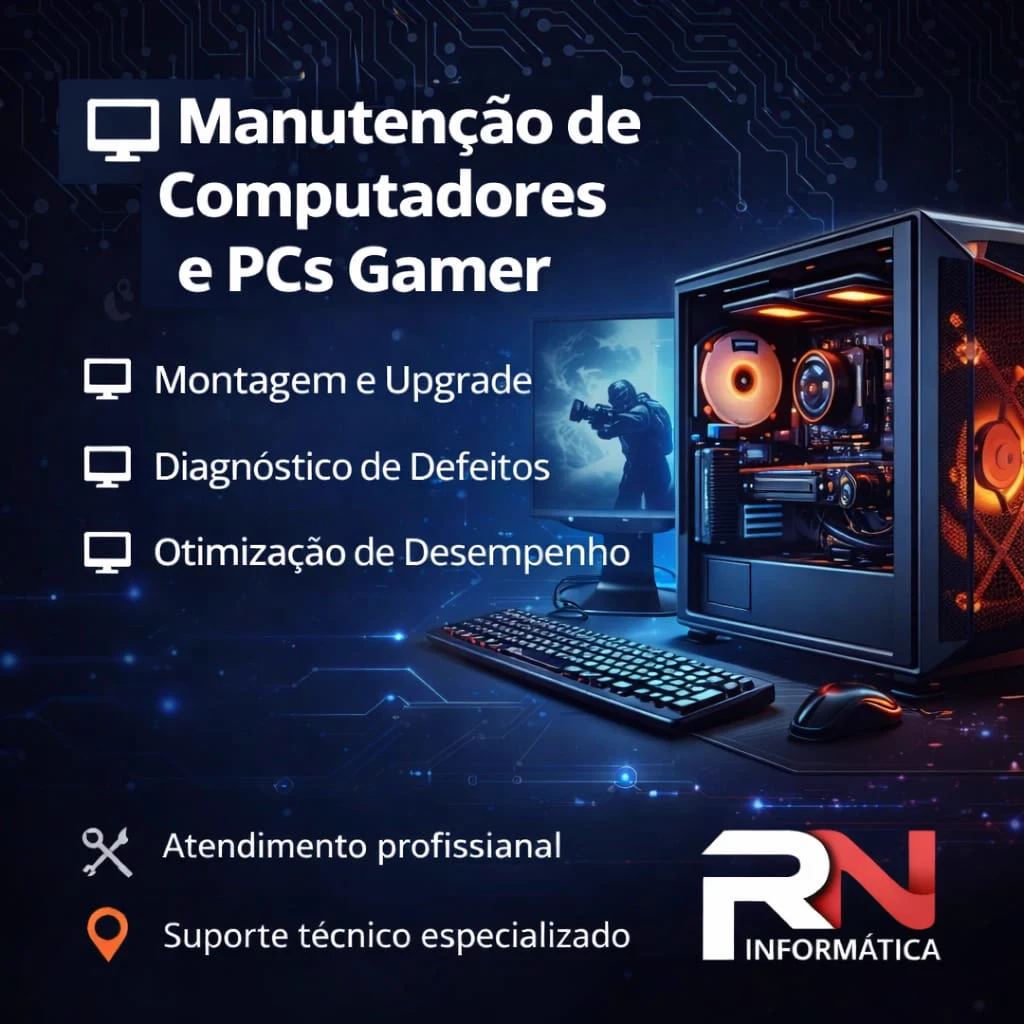 Manutenção de
Computadores
e PCs Gamer
Montagem e Upgrade
Diagnóstico de Defeitos
Otimização de Desempenho
Atendimento profissianal
Suporte técnico especializado
RN
INFORMÁTICA